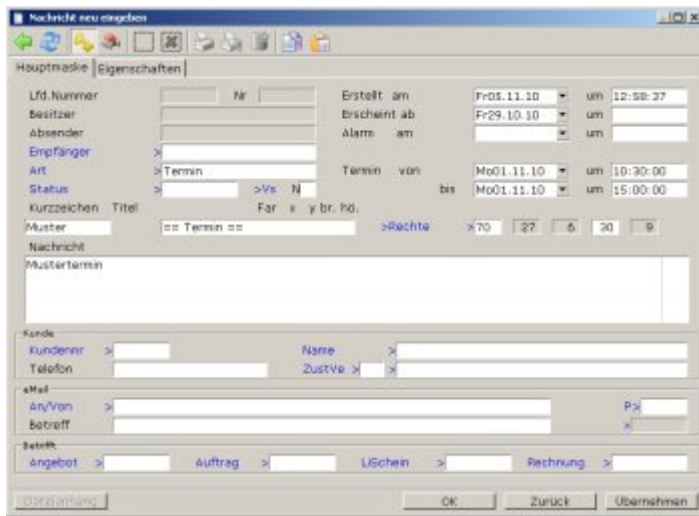 Nachricht neu eingeben
Hauptmaske Eigenschaften
Lfd.Nummer Nr Erstellt am Fr05.11.10 um 12:58:37
Besitzer Erscheint ab Fr29.10.10 um
Absender Alarm am um
Empfänger >
Art >Termin Termin von Mo01.11.10 um 10:30:00
Status > >Vs N bis Mo01.11.10 um 15:00:00
Kurzzeichen Titel Far x y br. hö.
Muster == Termin == >Rechte >70 27 6 30 9
Nachricht
Mustertermin
Kunde
Kundennr > Name >
Telefon ZustVe > >
eMail
An/Von > P>
Betreff >
Betrifft
Angebot > Auftrag > LiSchein > Rechnung >
Dateianhang OK Zurück Übernehmen